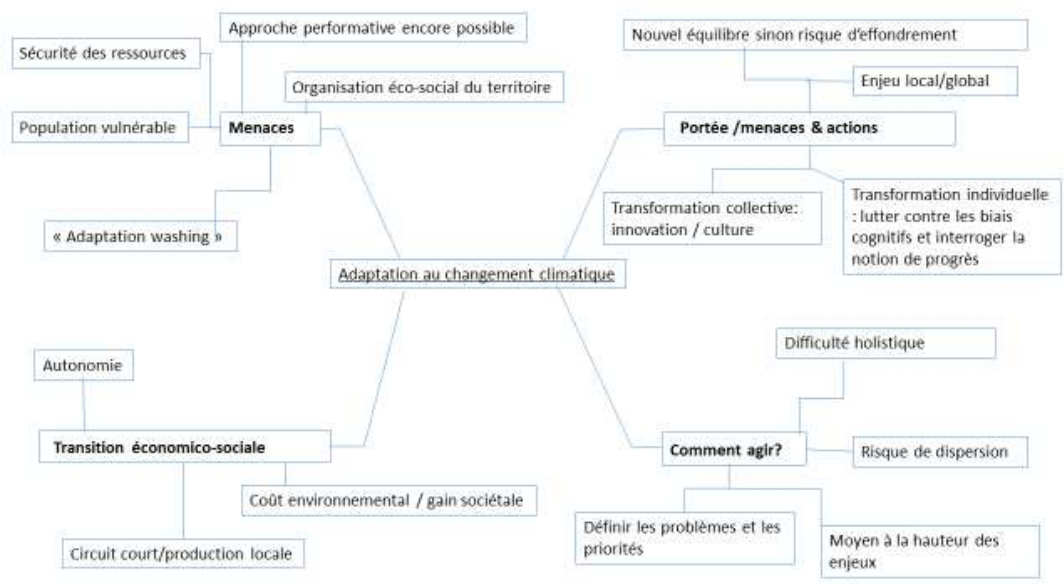 Approche performative encore possible
Sécurité des ressources
Organisation éco-social du territoire
Population vulnérable
Menaces
« Adaptation washing »
Nouvel équilibre sinon risque d'effondrement
Enjeu local/global
Portée /menaces & actions
Transformation collective:
innovation / culture
Transformation individuelle
: lutter contre les biais
cognitifs et interroger la
notion de progrès
Adaptation au changement climatique
Autonomie
Transition économico-sociale
Coût environnemental / gain sociétale
Circuit court/production locale
Difficulté holistique
Comment agir?
Risque de dispersion
Définir les problèmes et les
priorités
Moyen à la hauteur des
enjeux